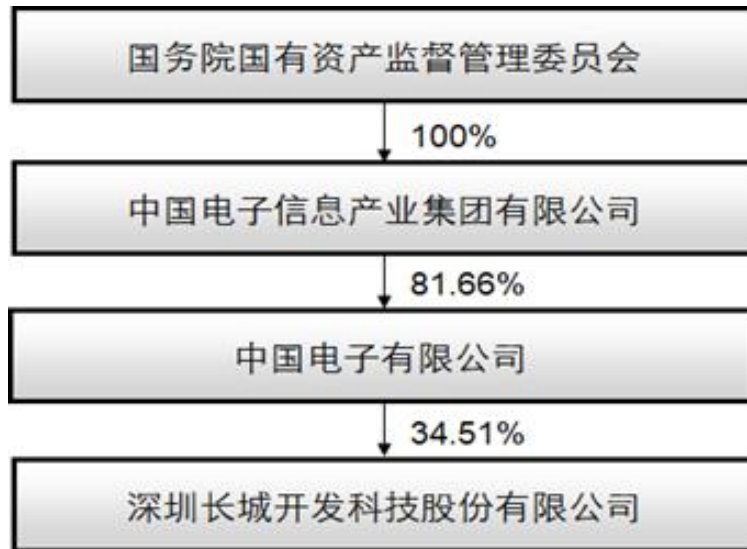 国务院国有资产监督管理委员会
100%
中国电子信息产业集团有限公司
81.66%
中国电子有限公司
34.51%
深圳长城开发科技股份有限公司